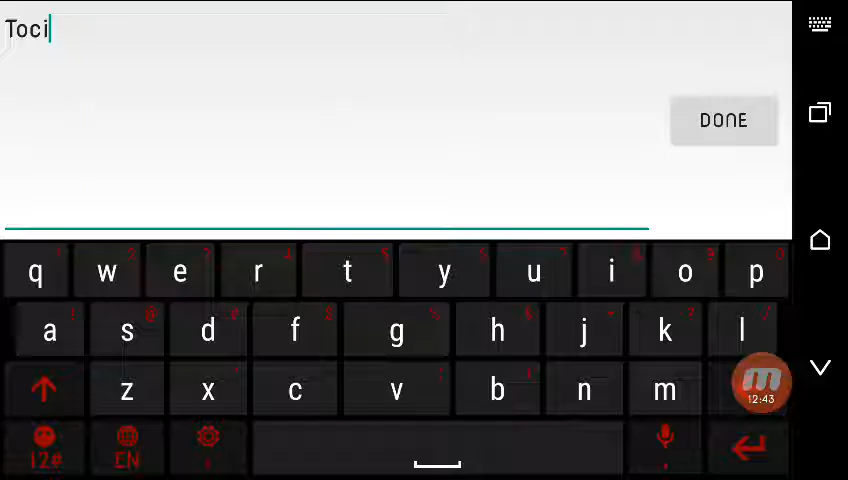 Toci
DONE
q w e r t y u i o p
a s d f g h j k l
z x c v b n m
12:43
12# EN